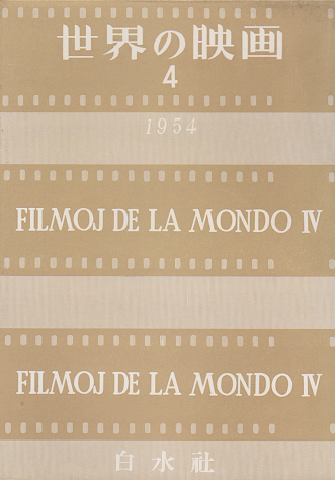 世界の映画
4
1954
FILMOJ DE LA MONDO IV
FILMOJ DE LA MONDO IV
白水社